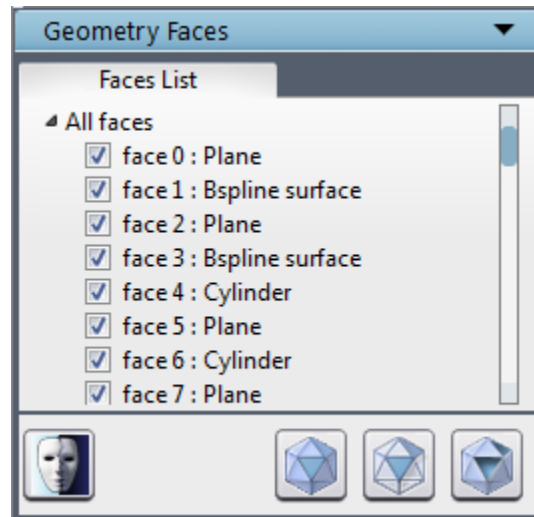 Geometry Faces
Faces List
All faces
face 0 : Plane
face 1 : Bspline surface
face 2 : Plane
face 3 : Bspline surface
face 4 : Cylinder
face 5 : Plane
face 6 : Cylinder
face 7 : Plane